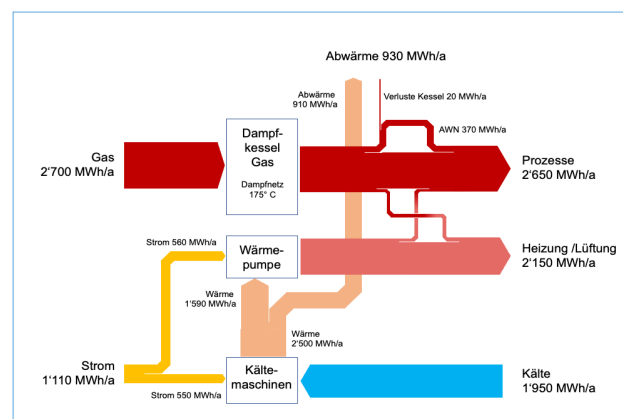 Abwärme 930 MWh/a
Abwärme
910 MWh/a
Verluste Kessel 20 MWh/a
AWN 370 MWh/a
Gas
2‘700 MWh/a
Dampf-
kessel
Gas
Dampfnetz
175° C
Prozesse
2‘650 MWh/a
Strom 560 MWh/a
Wärme-
pumpe
Heizung /Lüftung
2‘150 MWh/a
Wärme
1‘590 MWh/a
Wärme
2‘500 MWh/a
Strom
1‘110 MWh/a
Strom 550 MWh/a
Kälte-
maschinen
Kälte
1‘950 MWh/a